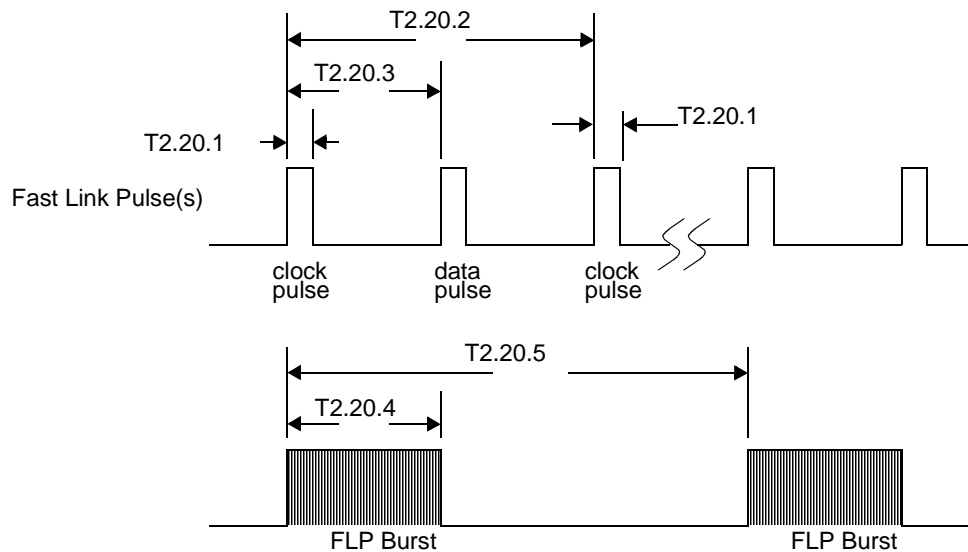 T2.20.2
T2.20.3
T2.20.1
T2.20.1
Fast Link Pulse(s)
clock
pulse
data
pulse
clock
pulse
T2.20.5
T2.20.4
FLP Burst
FLP Burst